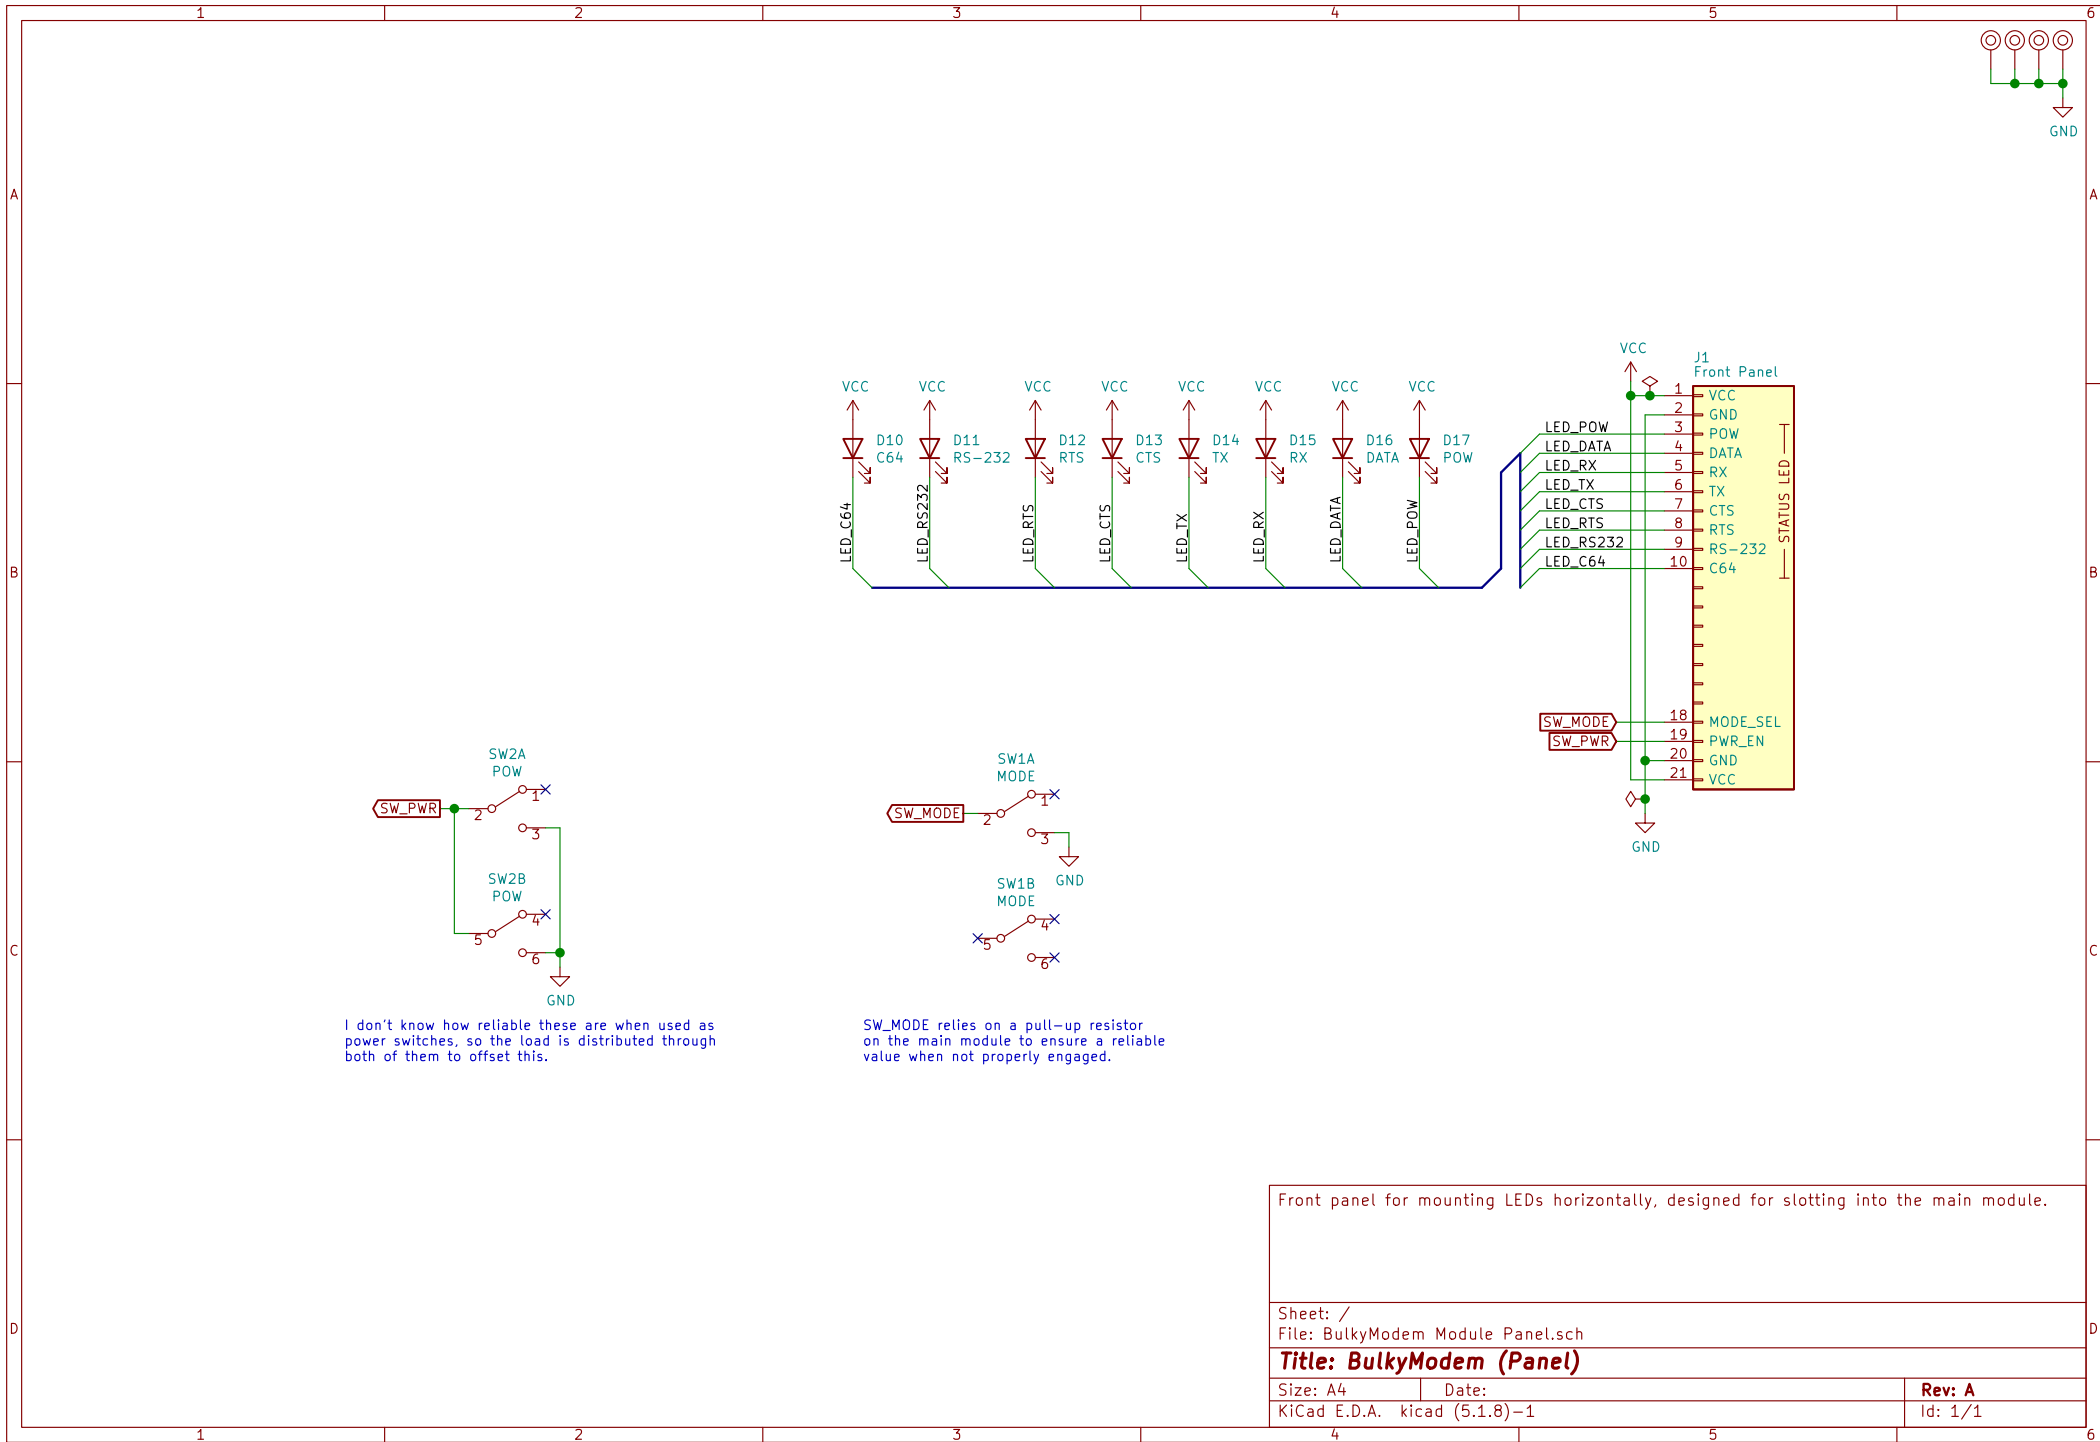 1 2 3 4 5 6
GND
A A
VCC
J1
Front Panel
VCC VCC VCC VCC VCC VCC VCC VCC
D10
C64
D11
RS-232
D12
RTS
D13
CTS
D14
TX
D15
RX
D16
DATA
D17
POW
LED_C64
LED_RS232
LED_RTS
LED_CTS
LED_TX
LED_RX
LED_DATA
LED_POW
1 VCC
2 GND
LED_POW 3 POW
LED_DATA 4 DATA
LED_RX 5 RX
LED_TX 6 TX
LED_CTS 7 CTS
LED_RTS 8 RTS
LED_RS232 9 RS-232
LED_C64 10 C64
STATUS LED
B B
SW_MODE 18 MODE_SEL
SW_PWR 19 PWR_EN
20 GND
21 VCC
GND
SW2A
POW
SW_PWR
2
1
3
SW2B
POW
5
4
6
GND
I don't know how reliable these are when used as
power switches, so the load is distributed through
both of them to offset this.
SW1A
MODE
SW_MODE
2
1
3
GND
SW1B
MODE
5
4
6
SW_MODE relies on a pull-up resistor
on the main module to ensure a reliable
value when not properly engaged.
C C
Front panel for mounting LEDs horizontally, designed for slotting into the main module.
Sheet: /
File: BulkyModem Module Panel.sch
Title: BulkyModem (Panel)
Size: A4 Date: Rev: A
KiCad E.D.A. kicad (5.1.8)-1 Id: 1/1
D D
1 2 3 4 5 6